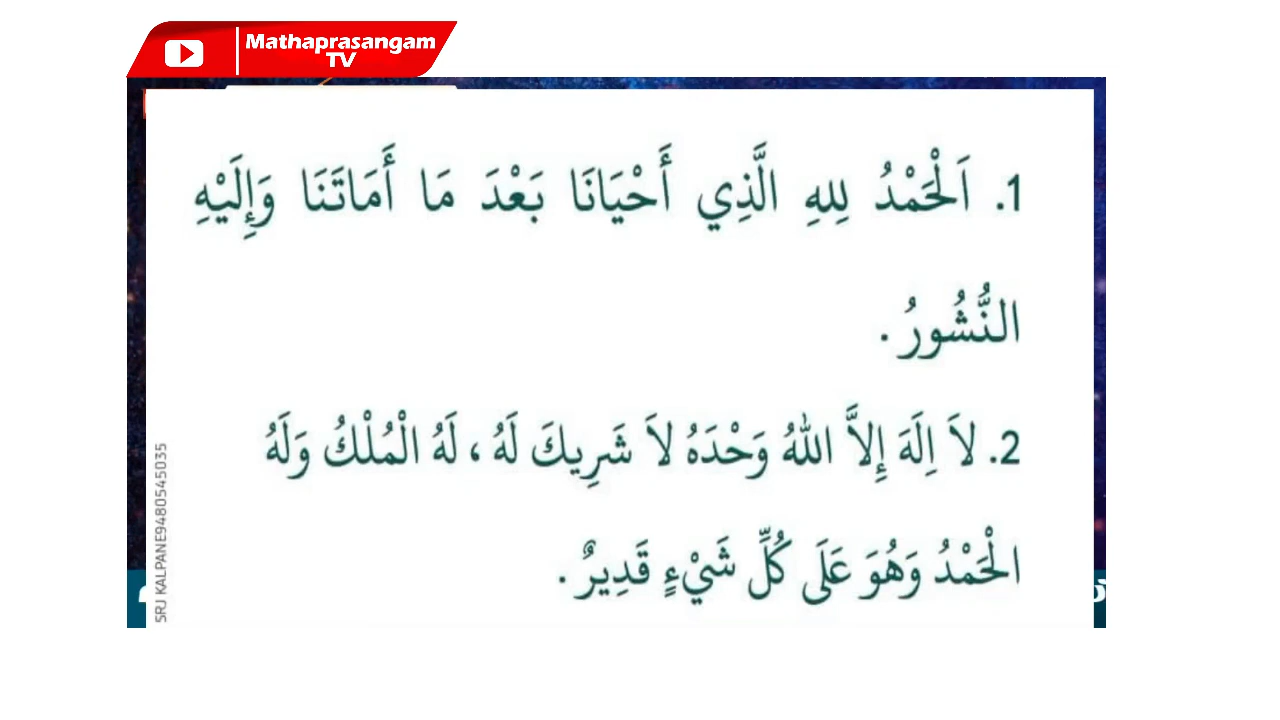 Mathaprasangam
TV
1. اَلْحَمْدُ لِلهِ الَّذِي أَحْيَانَا بَعْدَ مَا أَمَاتَنَا وَإِلَيْهِ
النُّشُورُ .
2. لاَ اِلَهَ إِلاَّ اللهُ وَحْدَهُ لاَ شَرِيكَ لَهُ ، لَهُ الْمُلْكُ وَلَهُ
الْحَمْدُ وَهُوَ عَلَى كُلِّ شَيْءٍ قَدِيرٌ .
SRJ KALPANE9480545035